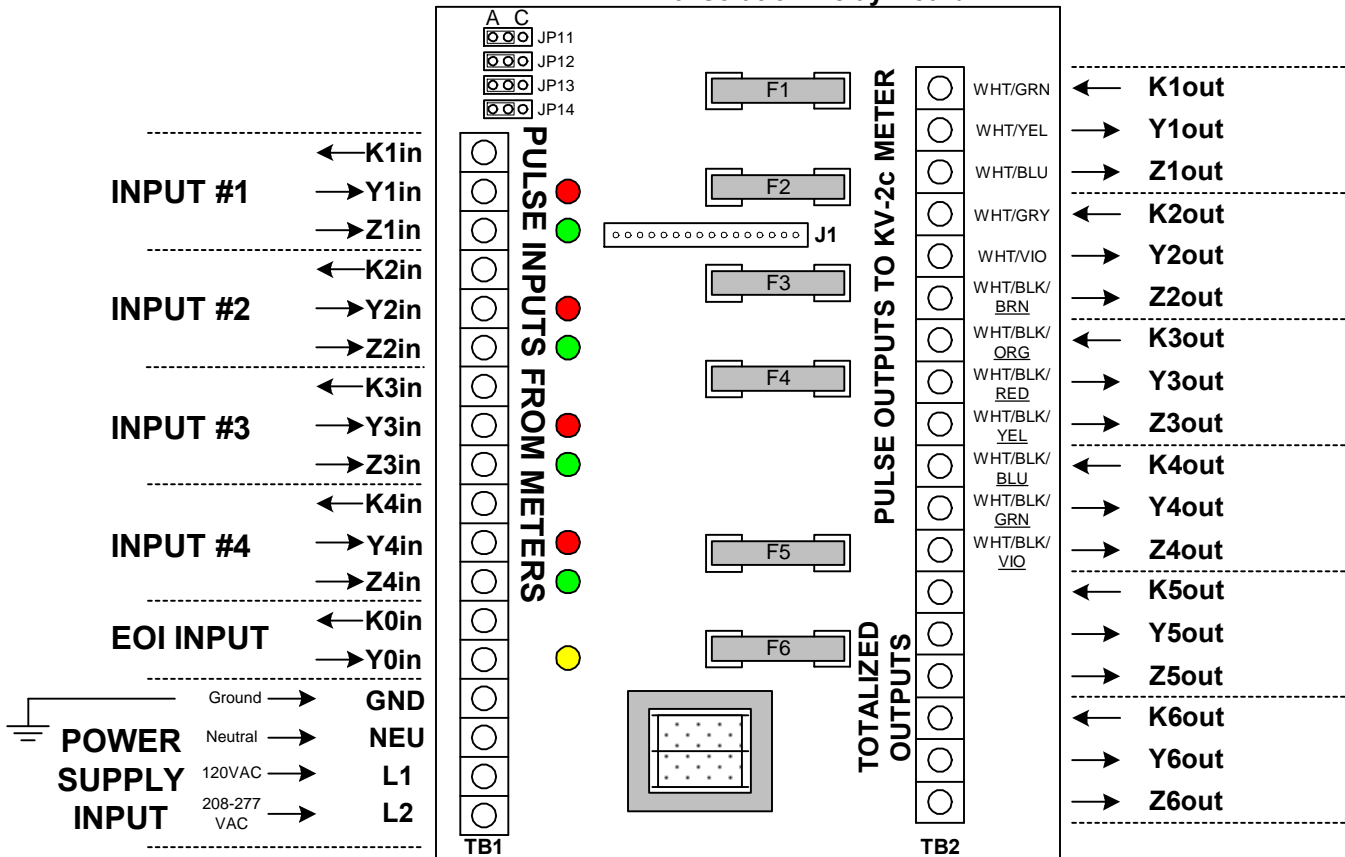 A C
JP11
JP12
JP13
JP14
INPUT #1
K1in
Y1in
Z1in
INPUT #2
K2in
Y2in
Z2in
INPUT #3
K3in
Y3in
Z3in
INPUT #4
K4in
Y4in
Z4in
EOI INPUT
K0in
Y0in
POWER
SUPPLY
INPUT
Ground
GND
Neutral
NEU
120VAC
L1
208-277
VAC
L2
TB1
PULSE INPUTS FROM METERS
F1
F2
J1
F3
F4
F5
F6
PULSE OUTPUTS TO KV-2c METER
TOTALIZED
OUTPUTS
WHT/GRN
K1out
WHT/YEL
Y1out
WHT/BLU
Z1out
WHT/GRY
K2out
WHT/VIO
Y2out
WHT/BLK/
BRN
Z2out
WHT/BLK/
ORG
K3out
WHT/BLK/
RED
Y3out
WHT/BLK/
YEL
Z3out
WHT/BLK/
BLU
K4out
WHT/BLK/
GRN
Y4out
WHT/BLK/
VIO
Z4out
K5out
Y5out
Z5out
K6out
Y6out
Z6out
TB2